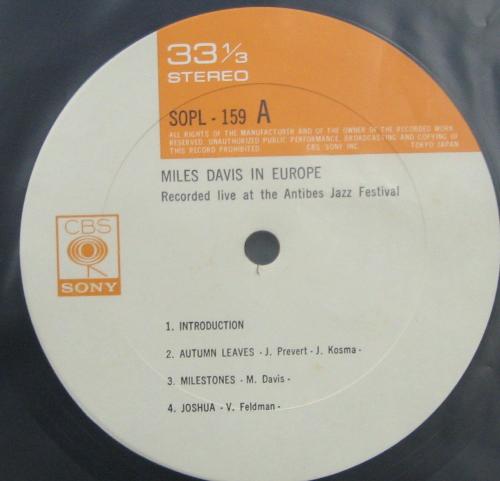 33 1/3
STEREO
SOPL - 159 A
ALL RIGHTS OF THE MANUFACTURER AND OF THE OWNER OF THE RECORDED WORK
RESERVED. UNAUTHORIZED PUBLIC PERFORMANCE, BROADCASTING AND COPYING OF
THIS RECORD PROHIBITED. CBS/SONY INC. TOKYO JAPAN
MILES DAVIS IN EUROPE
Recorded live at the Antibes Jazz Festival
CBS
SONY
1. INTRODUCTION
2. AUTUMN LEAVES - J. Prevert - J. Kosma -
3. MILESTONES - M. Davis -
4. JOSHUA - V. Feldman -